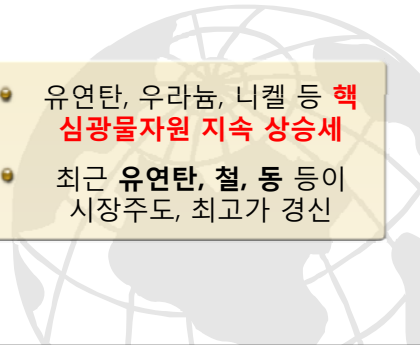 유연탄, 우라늄, 니켈 등 핵
심광물자원 지속 상승세
최근 유연탄, 철, 동 등이
시장주도, 최고가 경신